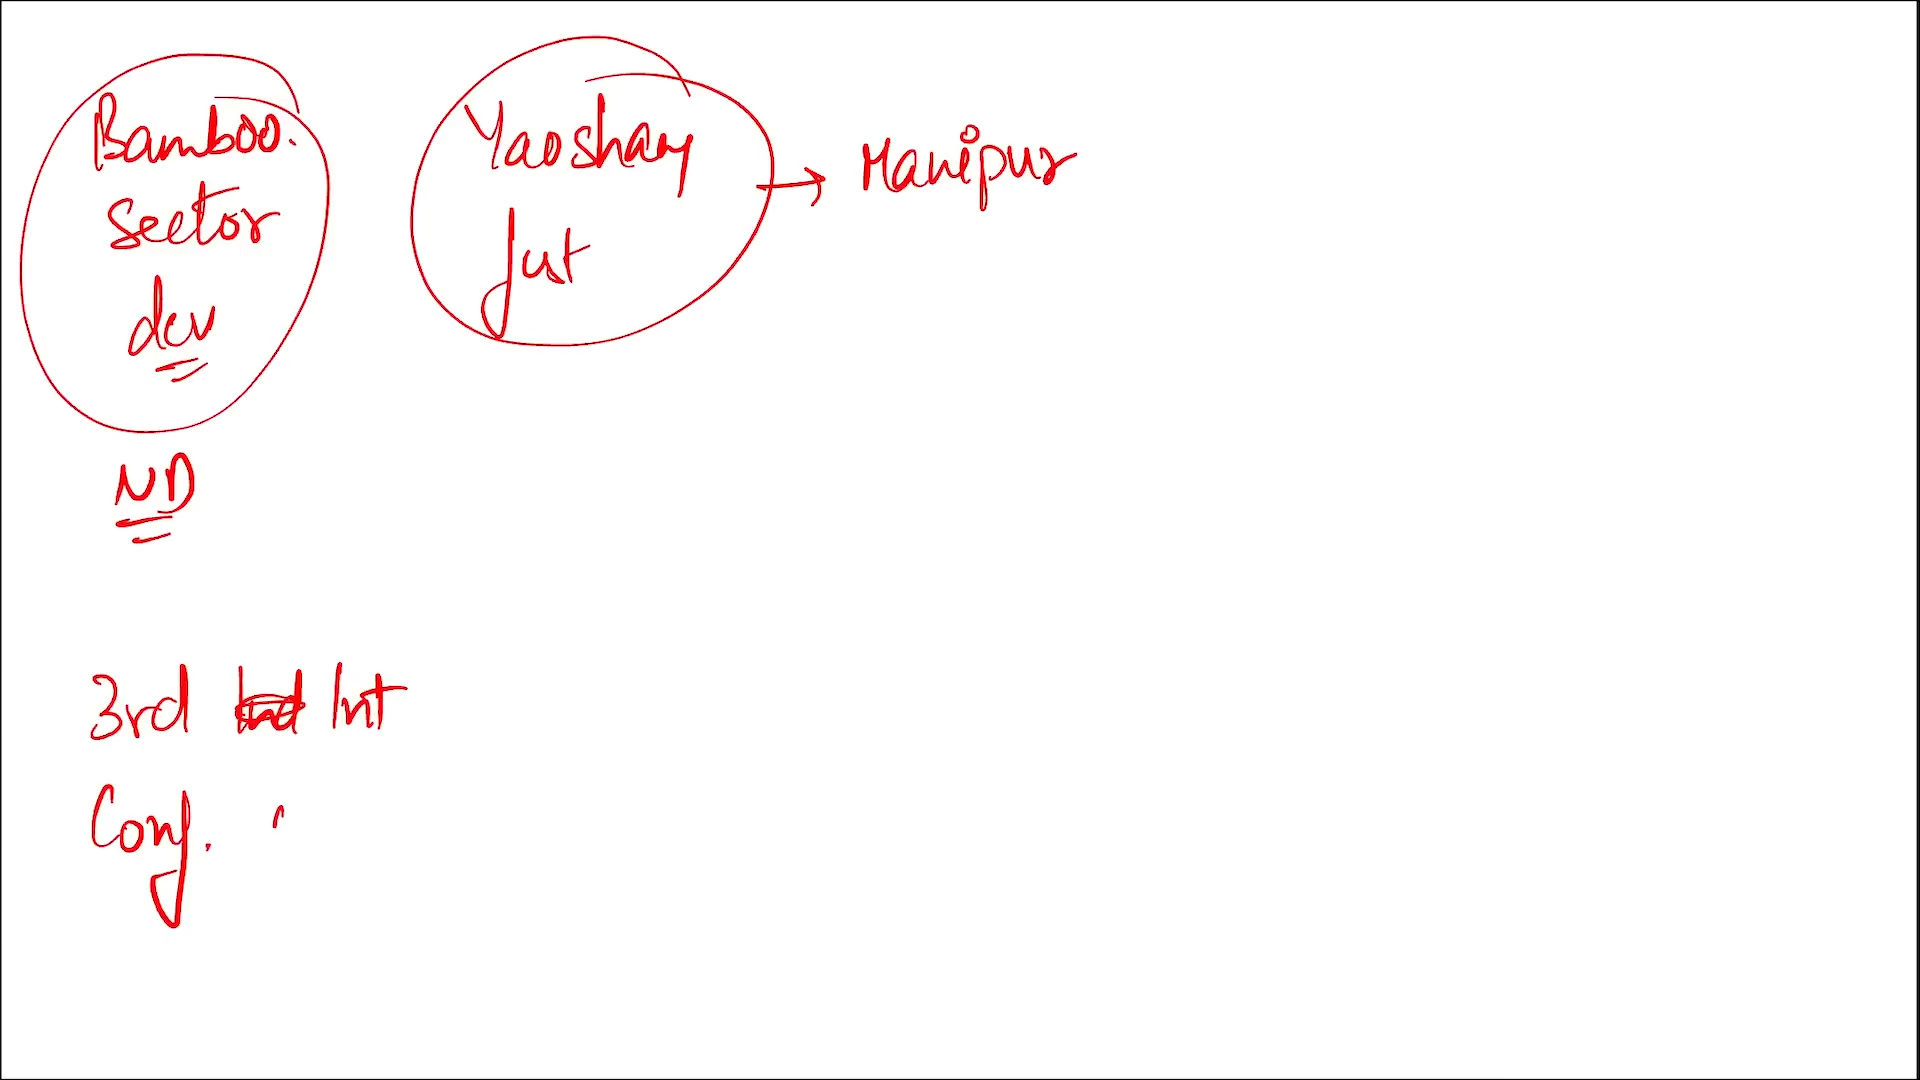 Bamboo.
Sector
dev
ND
Yaoshang
fest
→ Manipur
3rd Int
Conf.